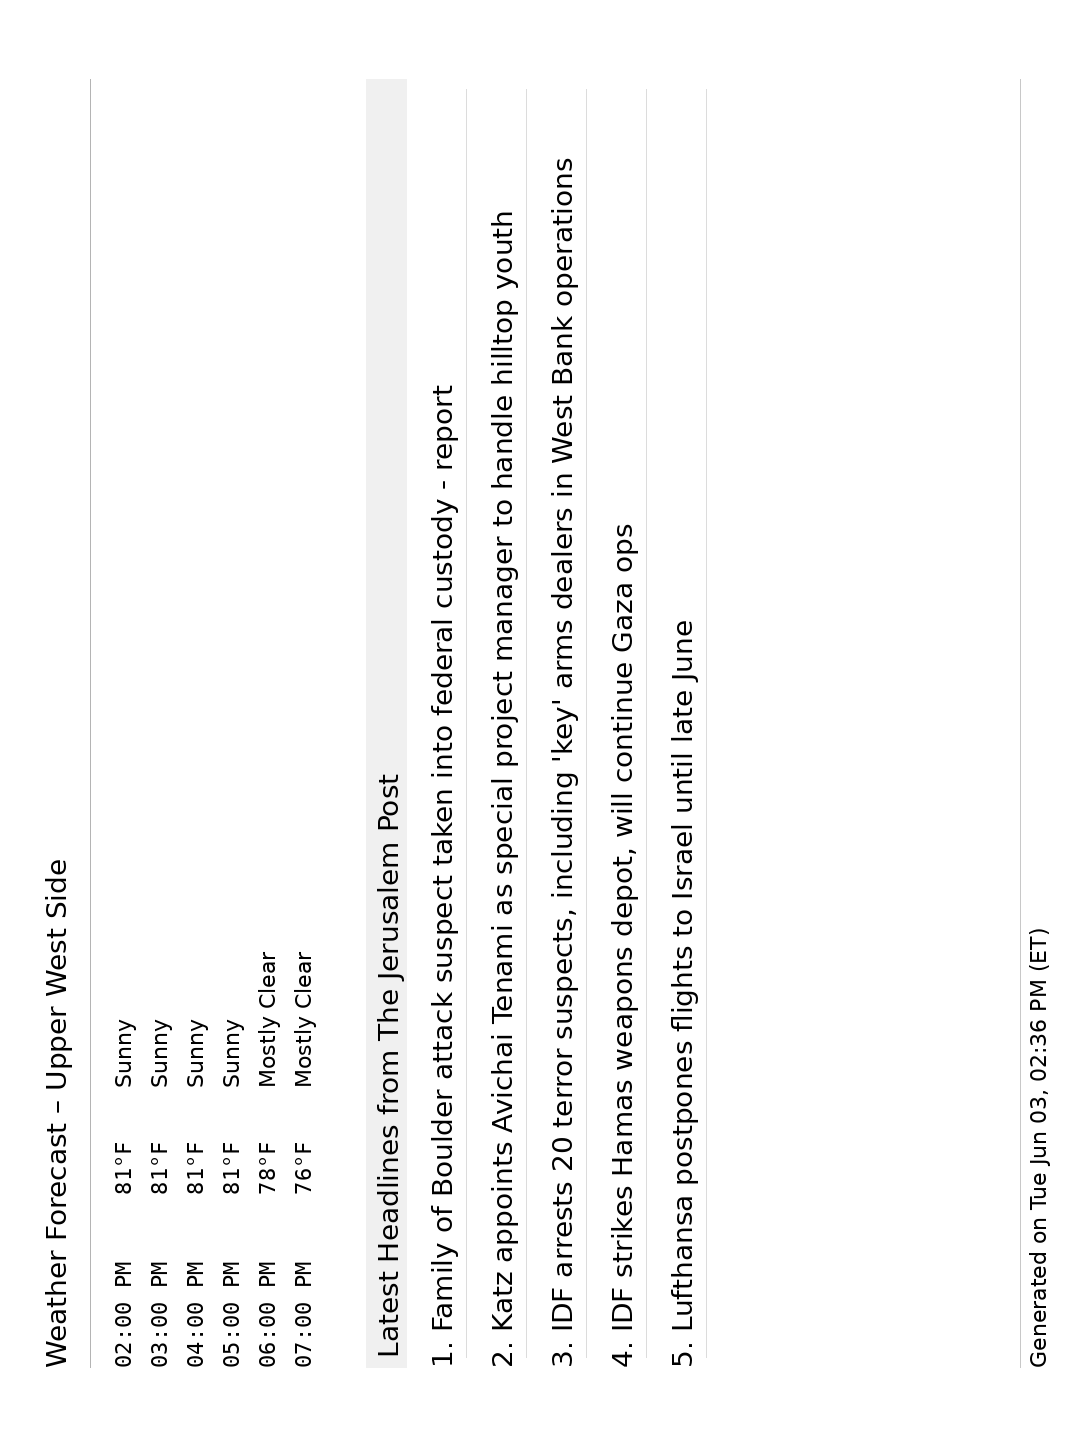 Weather Forecast – Upper West Side
02:00 PM 81°F Sunny
03:00 PM 81°F Sunny
04:00 PM 81°F Sunny
05:00 PM 81°F Sunny
06:00 PM 78°F Mostly Clear
07:00 PM 76°F Mostly Clear
Latest Headlines from The Jerusalem Post
1. Family of Boulder attack suspect taken into federal custody - report
2. Katz appoints Avichai Tenami as special project manager to handle hilltop youth
3. IDF arrests 20 terror suspects, including 'key' arms dealers in West Bank operations
4. IDF strikes Hamas weapons depot, will continue Gaza ops
5. Lufthansa postpones flights to Israel until late June
Generated on Tue Jun 03, 02:36 PM (ET)